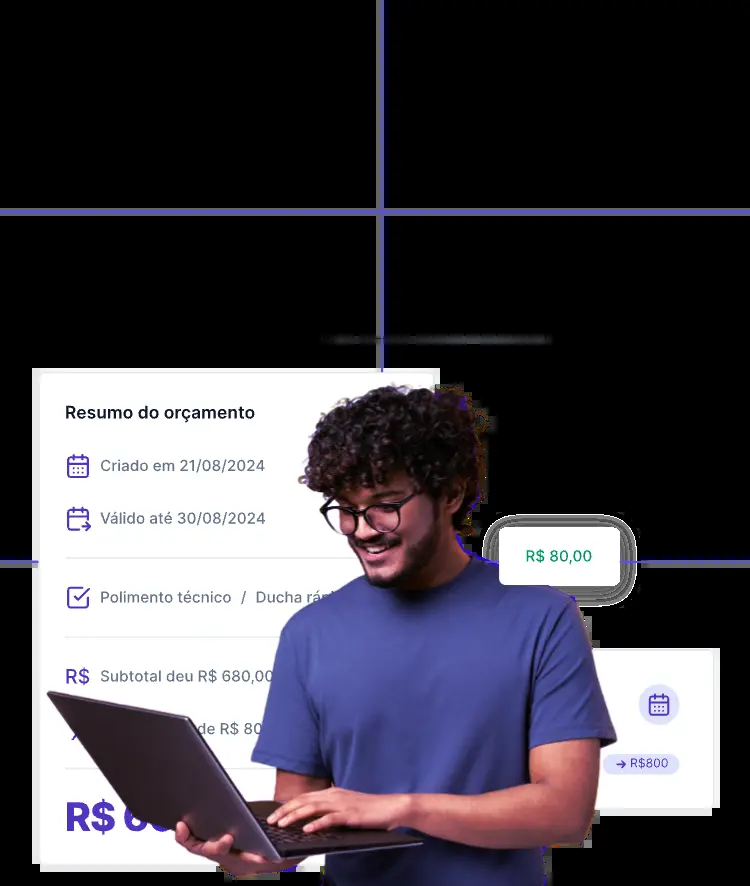 Resumo do orçamento
Criado em 21/08/2024
Válido até 30/08/2024
R$ 80,00
Polimento técnico / Ducha
R$ Subtotal deu R$ 680,00
de R$ 80
R$800
R$